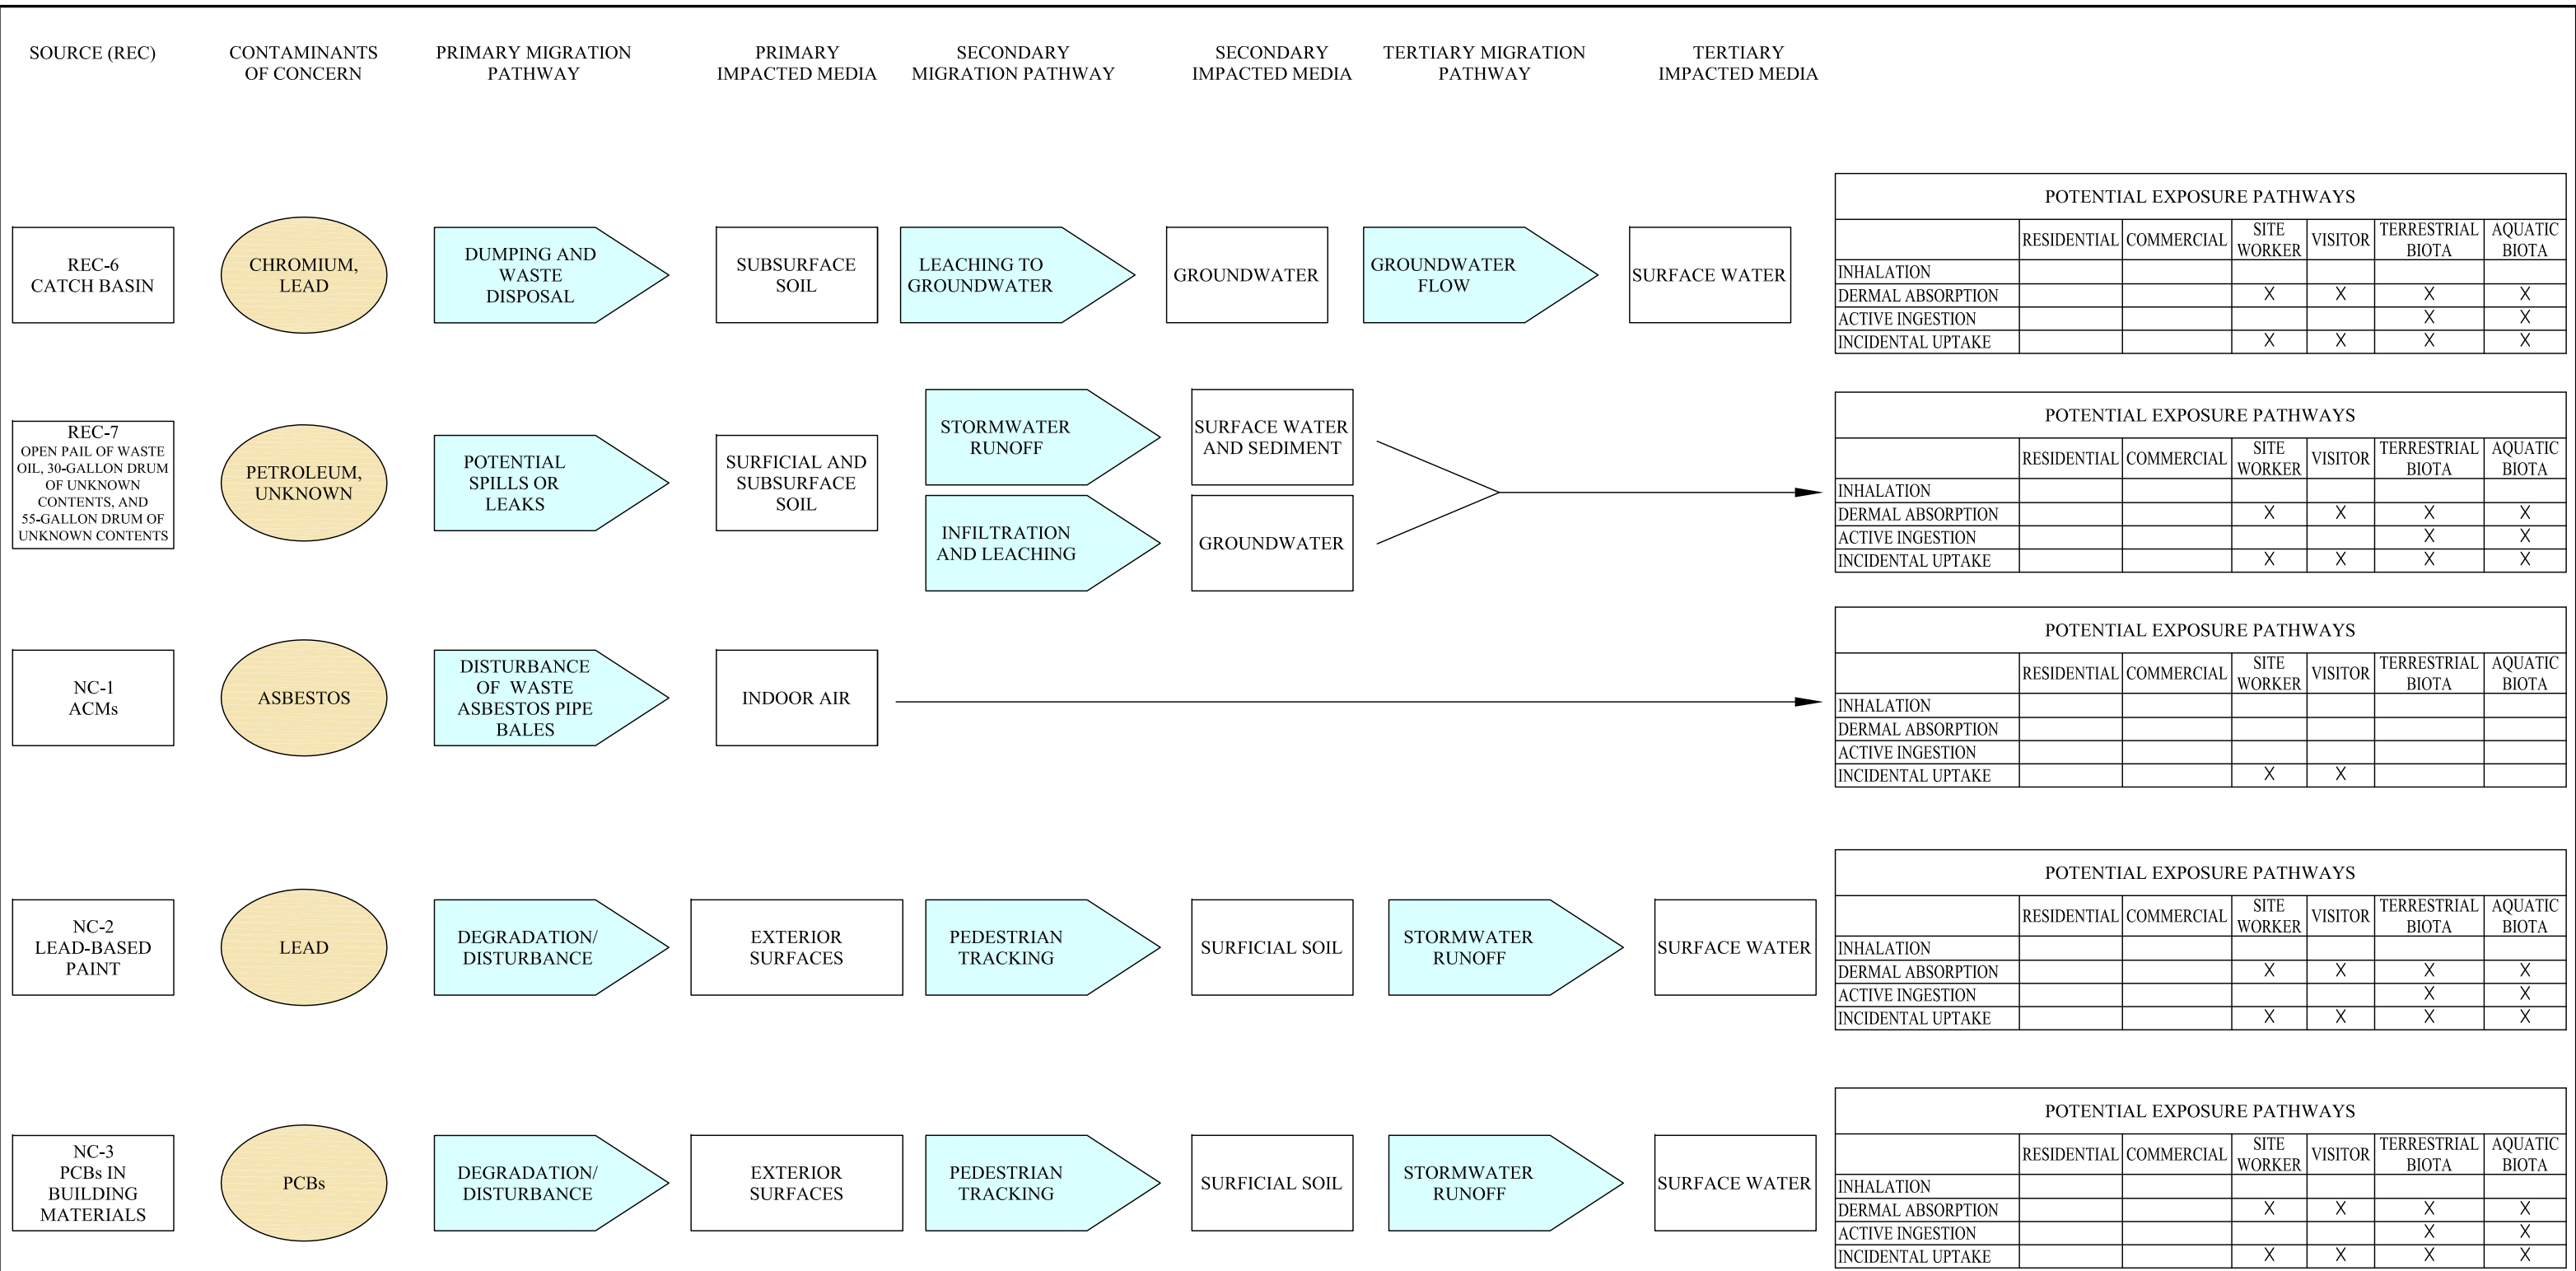 SOURCE (REC)
CONTAMINANTS
OF CONCERN
PRIMARY MIGRATION
PATHWAY
PRIMARY
IMPACTED MEDIA
SECONDARY
MIGRATION PATHWAY
SECONDARY
IMPACTED MEDIA
TERTIARY MIGRATION
PATHWAY
TERTIARY
IMPACTED MEDIA
REC-6
CATCH BASIN
CHROMIUM,
LEAD
DUMPING AND
WASTE
DISPOSAL
SUBSURFACE
SOIL
LEACHING TO
GROUNDWATER
GROUNDWATER
GROUNDWATER
FLOW
SURFACE WATER
POTENTIAL EXPOSURE PATHWAYS
RESIDENTIAL COMMERCIAL SITE WORKER VISITOR TERRESTRIAL BIOTA AQUATIC BIOTA
INHALATION
DERMAL ABSORPTION X X X X
ACTIVE INGESTION X X
INCIDENTAL UPTAKE X X X X
REC-7
OPEN PAIL OF WASTE
OIL, 30-GALLON DRUM
OF UNKNOWN
CONTENTS, AND
55-GALLON DRUM OF
UNKNOWN CONTENTS
PETROLEUM,
UNKNOWN
POTENTIAL
SPILLS OR
LEAKS
SURFICIAL AND
SUBSURFACE
SOIL
STORMWATER
RUNOFF
SURFACE WATER
AND SEDIMENT
INFILTRATION
AND LEACHING
GROUNDWATER
POTENTIAL EXPOSURE PATHWAYS
RESIDENTIAL COMMERCIAL SITE WORKER VISITOR TERRESTRIAL BIOTA AQUATIC BIOTA
INHALATION
DERMAL ABSORPTION X X X X
ACTIVE INGESTION X X
INCIDENTAL UPTAKE X X X X
NC-1
ACMs
ASBESTOS
DISTURBANCE
OF WASTE
ASBESTOS PIPE
BALES
INDOOR AIR
POTENTIAL EXPOSURE PATHWAYS
RESIDENTIAL COMMERCIAL SITE WORKER VISITOR TERRESTRIAL BIOTA AQUATIC BIOTA
INHALATION
DERMAL ABSORPTION
ACTIVE INGESTION
INCIDENTAL UPTAKE X X
NC-2
LEAD-BASED
PAINT
LEAD
DEGRADATION/
DISTURBANCE
EXTERIOR
SURFACES
PEDESTRIAN
TRACKING
SURFICIAL SOIL
STORMWATER
RUNOFF
SURFACE WATER
POTENTIAL EXPOSURE PATHWAYS
RESIDENTIAL COMMERCIAL SITE WORKER VISITOR TERRESTRIAL BIOTA AQUATIC BIOTA
INHALATION
DERMAL ABSORPTION X X X X
ACTIVE INGESTION X X
INCIDENTAL UPTAKE X X X X
NC-3
PCBs IN
BUILDING
MATERIALS
PCBs
DEGRADATION/
DISTURBANCE
EXTERIOR
SURFACES
PEDESTRIAN
TRACKING
SURFICIAL SOIL
STORMWATER
RUNOFF
SURFACE WATER
POTENTIAL EXPOSURE PATHWAYS
RESIDENTIAL COMMERCIAL SITE WORKER VISITOR TERRESTRIAL BIOTA AQUATIC BIOTA
INHALATION
DERMAL ABSORPTION X X X X
ACTIVE INGESTION X X
INCIDENTAL UPTAKE X X X X